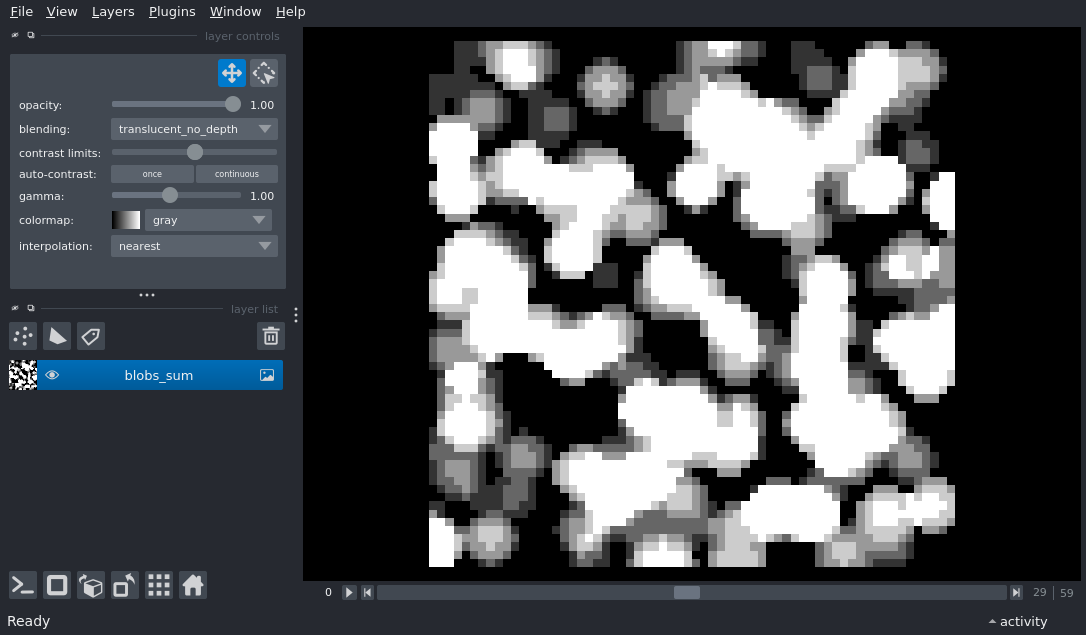 File View Layers Plugins Window Help
layer controls
opacity: 1.00
blending: translucent_no_depth
contrast limits:
auto-contrast: once continuous
gamma: 1.00
colormap: gray
interpolation: nearest
layer list
blobs_sum
0 29 59
Ready activity